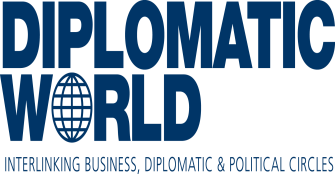 DIPLOMATIC
WORLD
INTERLINKING BUSINESS, DIPLOMATIC & POLITICAL CIRCLES